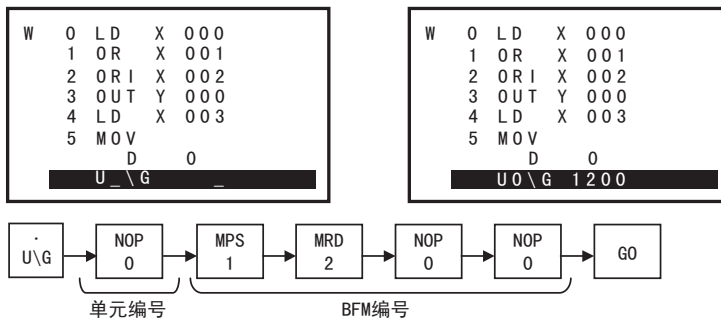 W 0 LD X 000
1 OR X 001
2 ORI X 002
3 OUT Y 000
4 LD X 003
5 MOV
D 0
U_\G _
W 0 LD X 000
1 OR X 001
2 ORI X 002
3 OUT Y 000
4 LD X 003
5 MOV
D 0
U0\G 1200
.
U\G
NOP
0
MPS
1
MRD
2
NOP
0
NOP
0
GO
单元编号
BFM编号